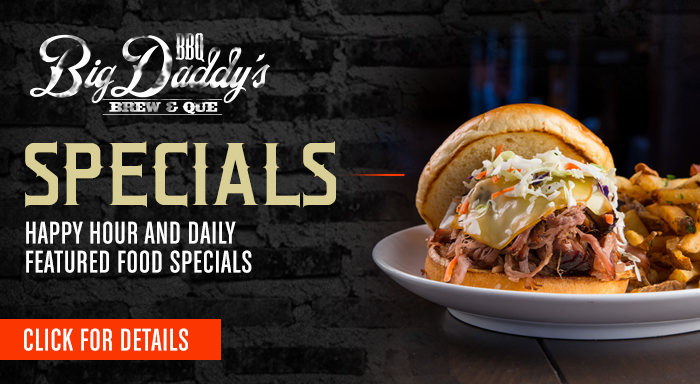 BBQ
Big Daddy's
BREW & QUE
SPECIALS
HAPPY HOUR AND DAILY
FEATURED FOOD SPECIALS
CLICK FOR DETAILS